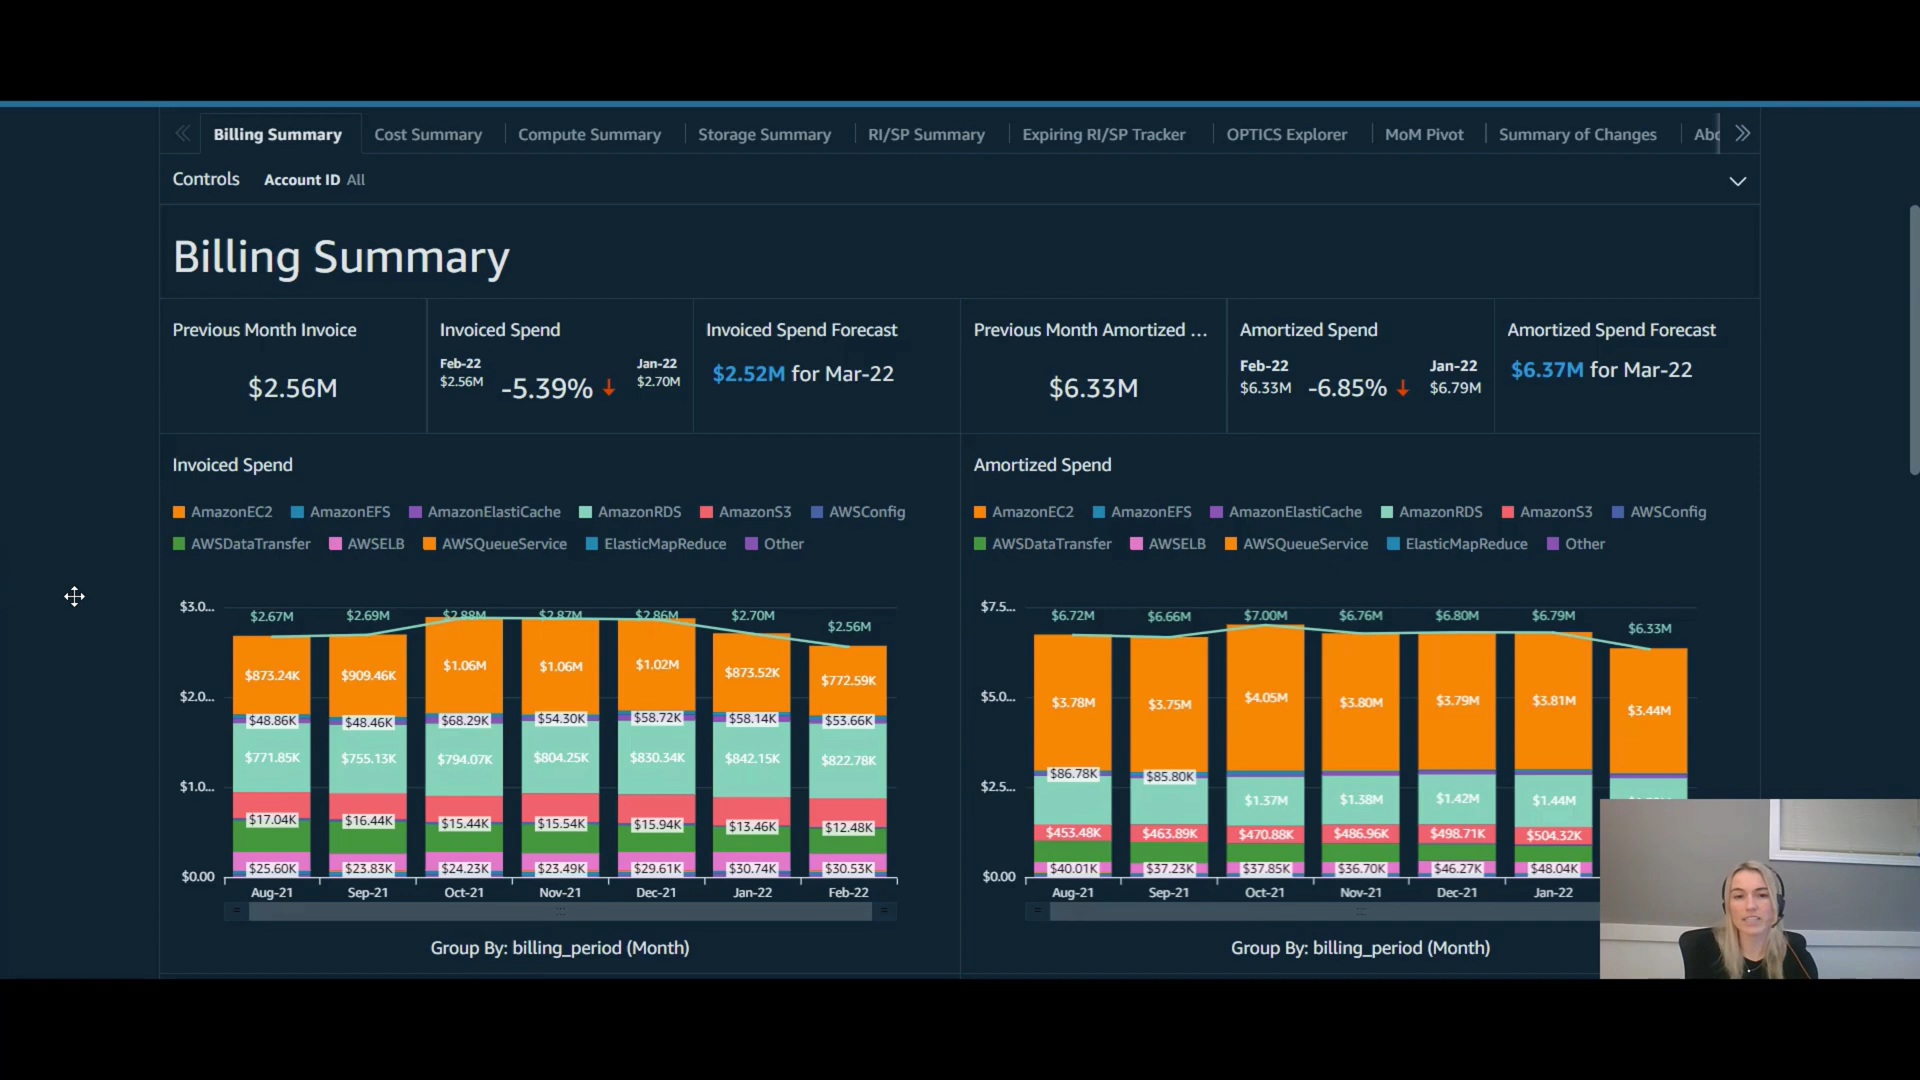 Billing Summary
Cost Summary
Compute Summary
Storage Summary
RI/SP Summary
Expiring RI/SP Tracker
OPTICS Explorer
MoM Pivot
Summary of Changes
Controls Account ID All
Billing Summary
Previous Month Invoice
$2.56M
Invoiced Spend
Feb-22
$2.56M
-5.39%
Jan-22
$2.70M
Invoiced Spend Forecast
$2.52M for Mar-22
Previous Month Amortized ...
$6.33M
Amortized Spend
Feb-22
$6.33M
-6.85%
Jan-22
$6.79M
Amortized Spend Forecast
$6.37M for Mar-22
Invoiced Spend
AmazonEC2 AmazonEFS AmazonElastiCache AmazonRDS AmazonS3 AWSConfig
AWSDataTransfer AWSELB AWSQueueService ElasticMapReduce Other
$3.0...
$2.0...
$1.0...
$0.00
$2.67M $2.69M $2.88M $2.87M $2.86M $2.70M $2.56M
$873.24K $909.46K $1.06M $1.06M $1.02M $873.52K $772.59K
$48.86K $48.46K $68.29K $54.30K $58.72K $58.14K $53.66K
$771.85K $755.13K $794.07K $804.25K $830.34K $842.15K $822.78K
$17.04K $16.44K $15.44K $15.54K $15.94K $13.46K $12.48K
$25.60K $23.83K $24.23K $23.49K $29.61K $30.74K $30.53K
Aug-21 Sep-21 Oct-21 Nov-21 Dec-21 Jan-22 Feb-22
Group By: billing_period (Month)
Amortized Spend
AmazonEC2 AmazonEFS AmazonElastiCache AmazonRDS AmazonS3 AWSConfig
AWSDataTransfer AWSELB AWSQueueService ElasticMapReduce Other
$7.5...
$5.0...
$2.5...
$0.00
$6.72M $6.66M $7.00M $6.76M $6.80M $6.79M $6.33M
$3.78M $3.75M $4.05M $3.80M $3.79M $3.81M $3.44M
$86.78K $85.80K
$1.37M $1.38M $1.42M $1.44M
$453.48K $463.89K $470.88K $486.96K $498.71K $504.32K
$40.01K $37.23K $37.85K $36.70K $46.27K $48.04K
Aug-21 Sep-21 Oct-21 Nov-21 Dec-21 Jan-22
Group By: billing_period (Month)